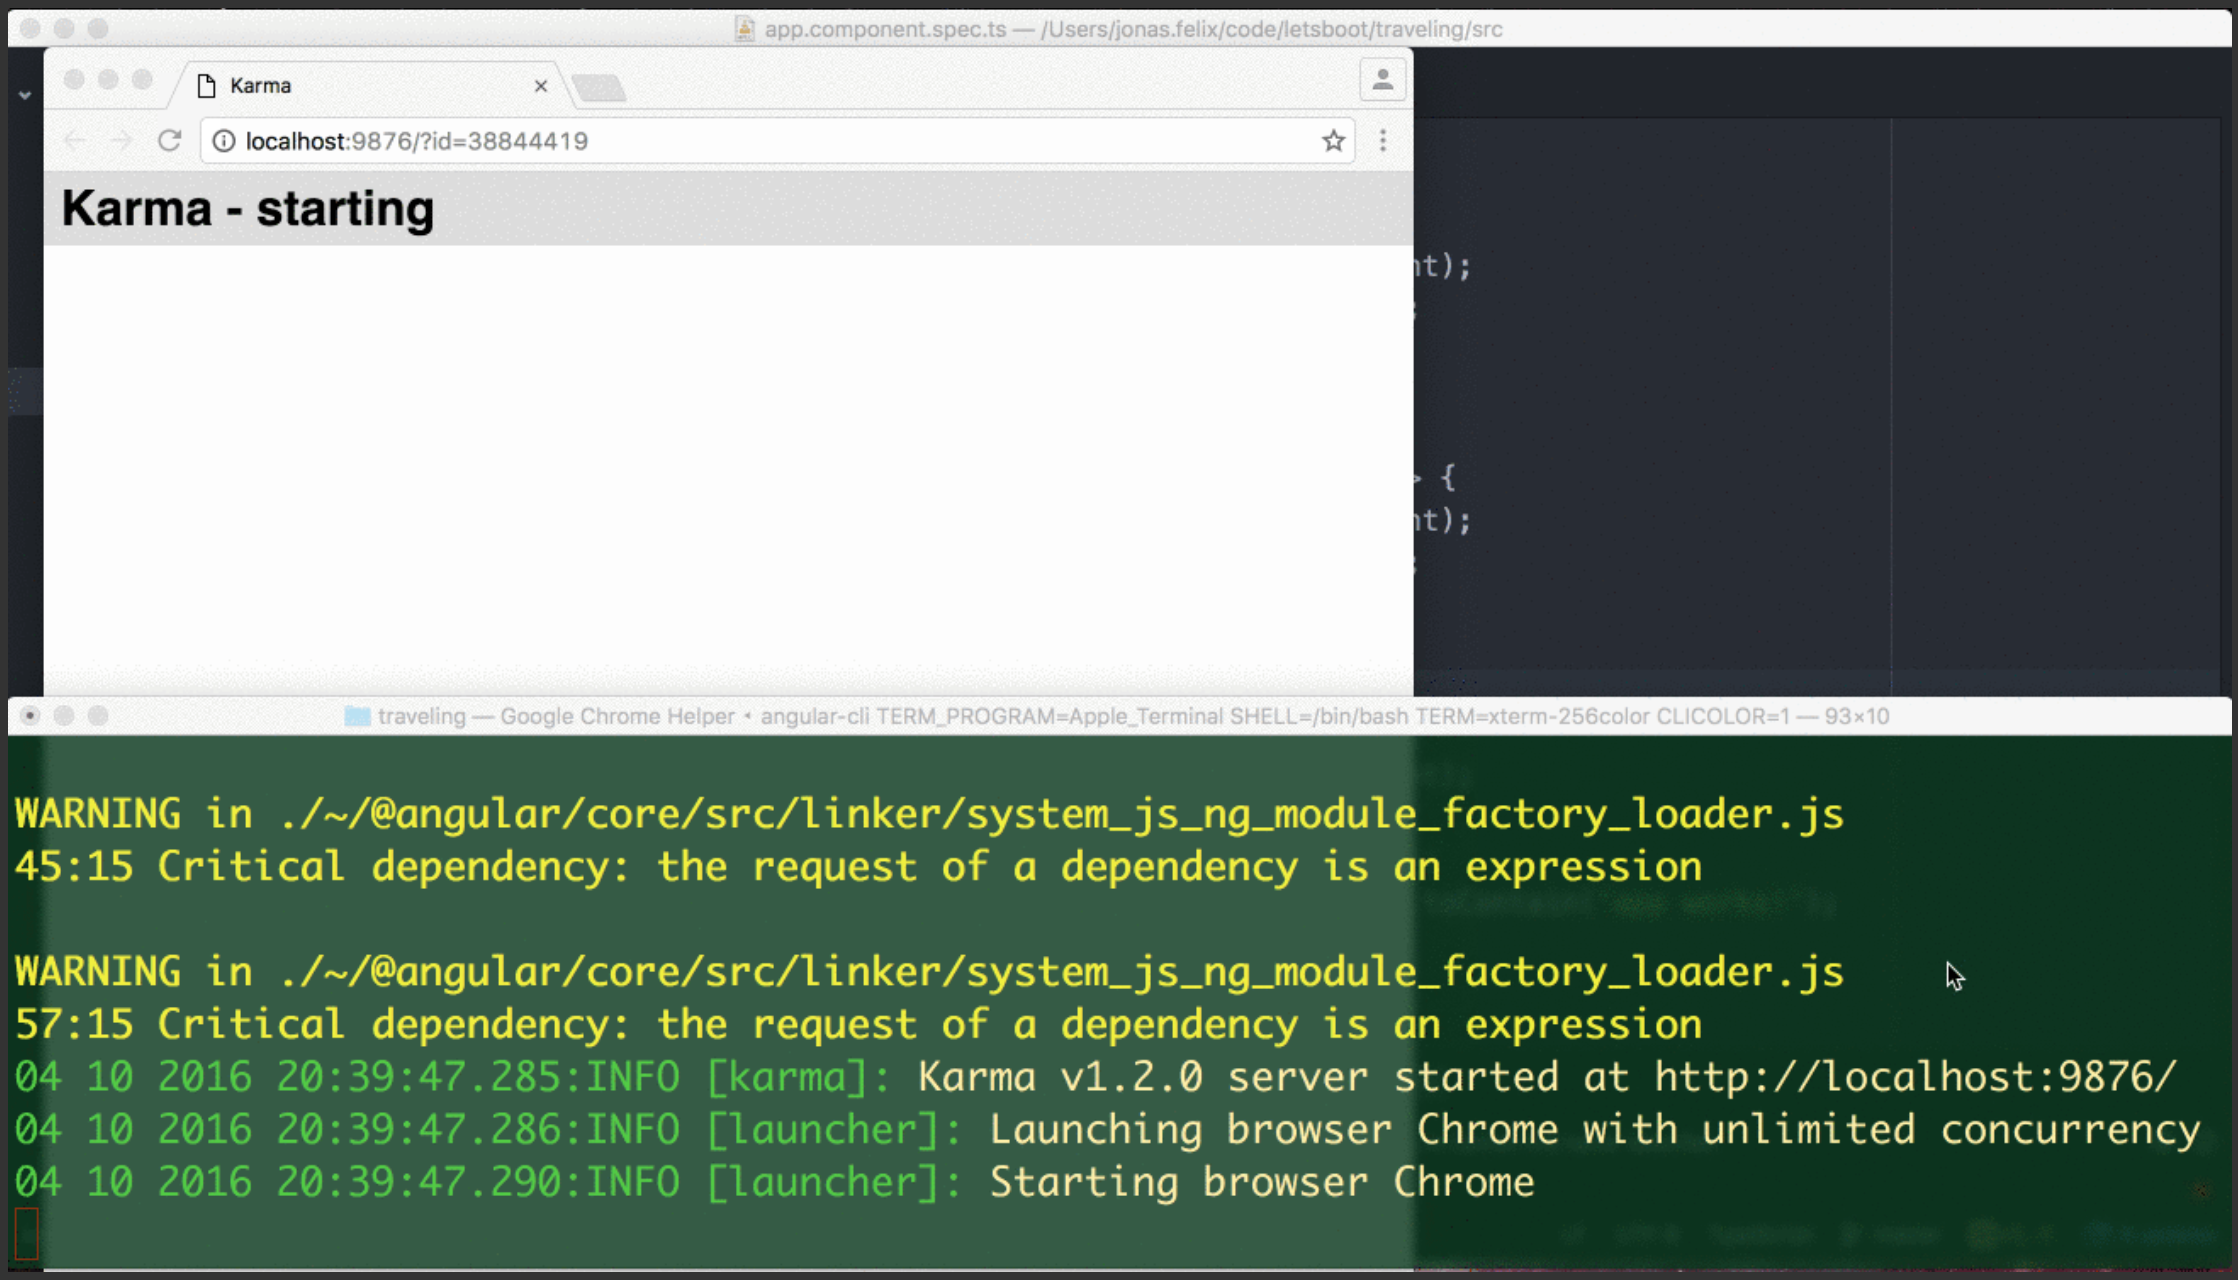 app.component.spec.ts — /Users/jonas.felix/code/letsboot/traveling/src
Karma
localhost:9876/?id=38844419
Karma - starting
nt);
;
> {
nt);
;
traveling — Google Chrome Helper • angular-cli TERM_PROGRAM=Apple_Terminal SHELL=/bin/bash TERM=xterm-256color CLICOLOR=1 — 93×10
WARNING in ./~/@angular/core/src/linker/system_js_ng_module_factory_loader.js
45:15 Critical dependency: the request of a dependency is an expression
WARNING in ./~/@angular/core/src/linker/system_js_ng_module_factory_loader.js
57:15 Critical dependency: the request of a dependency is an expression
04 10 2016 20:39:47.285:INFO [karma]: Karma v1.2.0 server started at http://localhost:9876/
04 10 2016 20:39:47.286:INFO [launcher]: Launching browser Chrome with unlimited concurrency
04 10 2016 20:39:47.290:INFO [launcher]: Starting browser Chrome